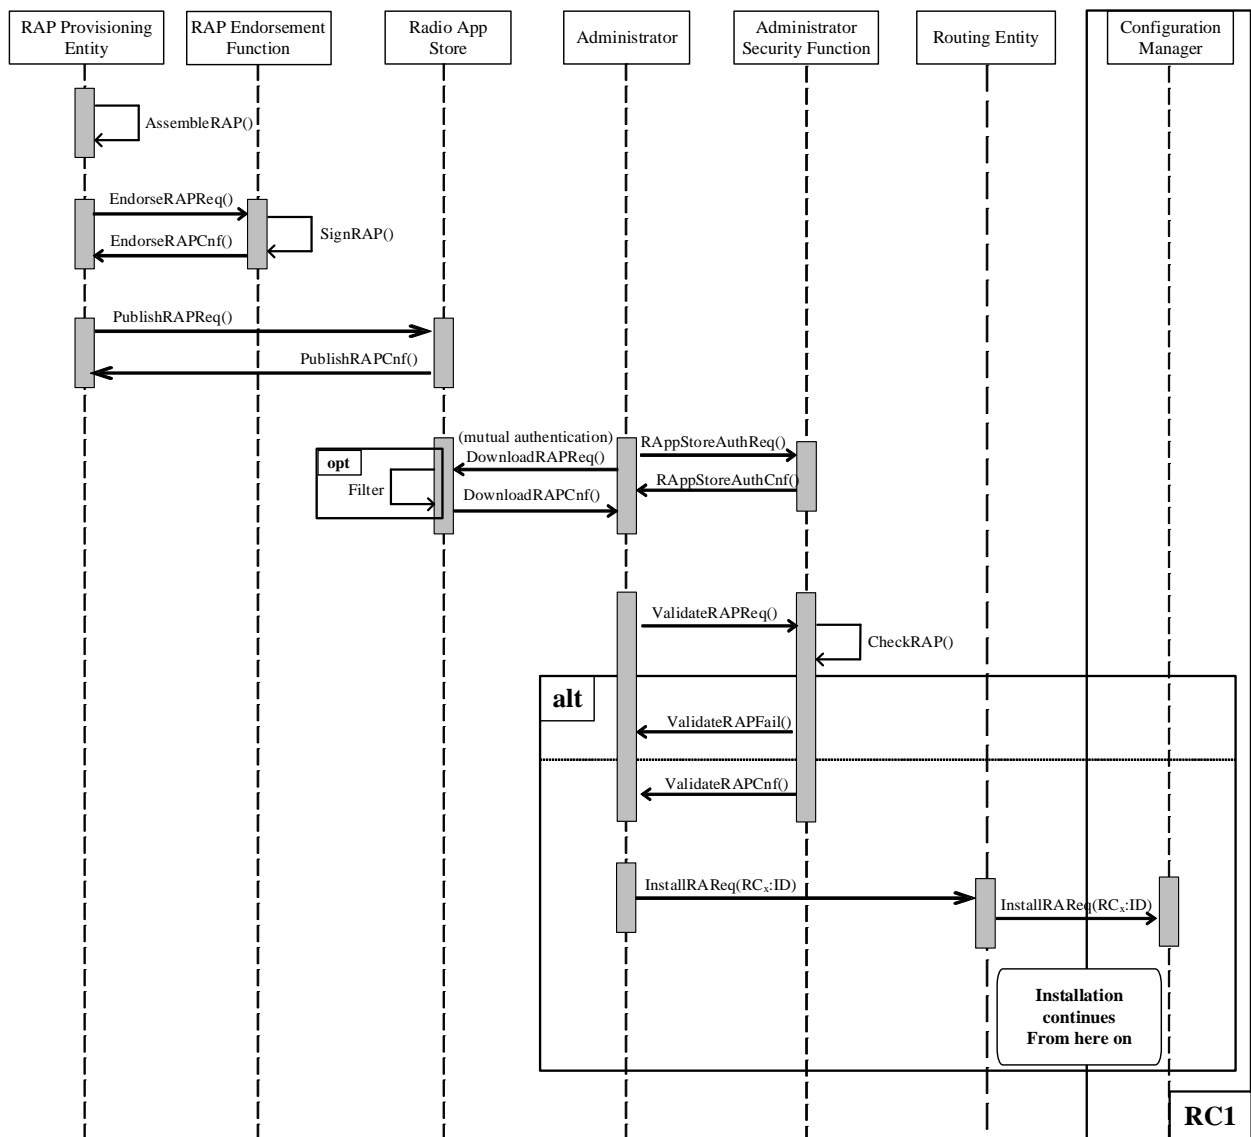 RAP Provisioning
Entity
RAP Endorsement
Function
Radio App
Store
Administrator
Administrator
Security Function
Routing Entity
Configuration
Manager
AssembleRAP()
EndorseRAPReq()
SignRAP()
EndorseRAPCnf()
PublishRAPReq()
PublishRAPCnf()
(mutual authentication)
RAppStoreAuthReq()
DownloadRAPReq()
opt
Filter
RAppStoreAuthCnf()
DownloadRAPCnf()
ValidateRAPReq()
CheckRAP()
alt
ValidateRAPFail()
ValidateRAPCnf()
InstallRAReq(RCₓ:ID)
InstallRAReq(RCₓ:ID)
Installation
continues
From here on
RC1